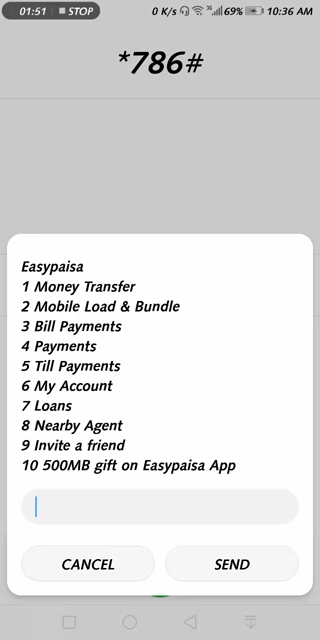 01:51 STOP 0 K/s 3G 69% 10:36 AM
*786#
Easypaisa
1 Money Transfer
2 Mobile Load & Bundle
3 Bill Payments
4 Payments
5 Till Payments
6 My Account
7 Loans
8 Nearby Agent
9 Invite a friend
10 500MB gift on Easypaisa App
CANCEL SEND